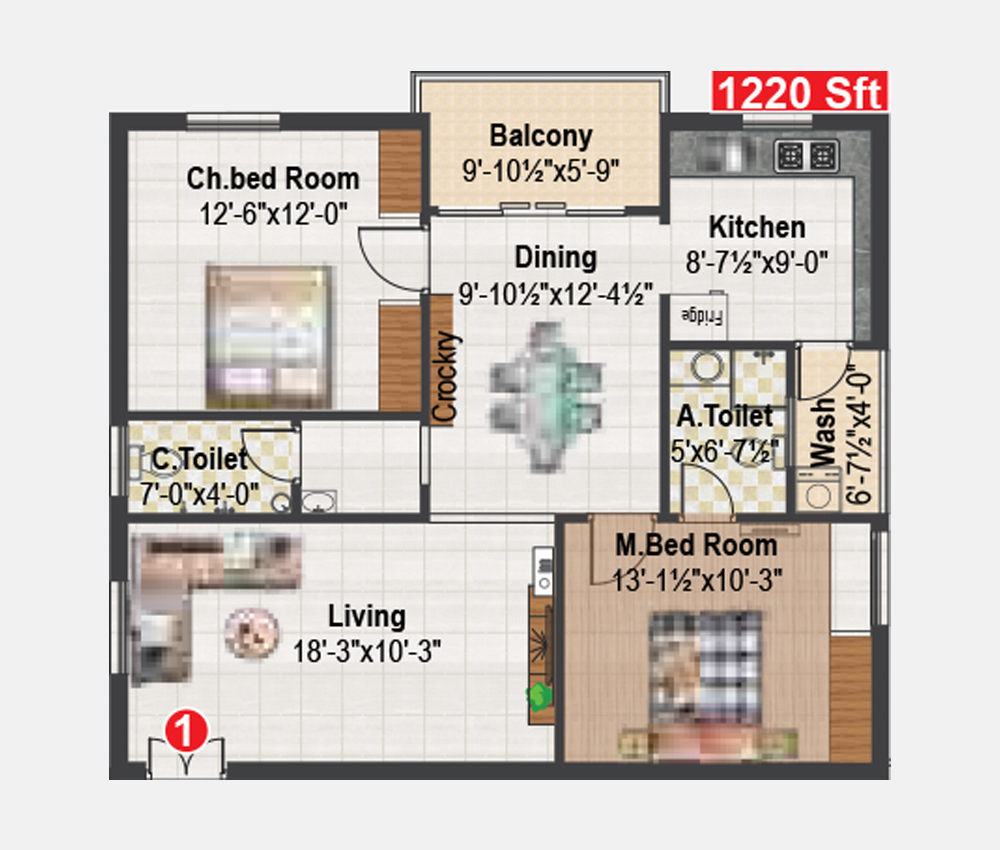 1220 Sft
Balcony
9'-10½"x5'-9"
Ch.bed Room
12'-6"x12'-0"
Kitchen
8'-7½"x9'-0"
Dining
9'-10½"x12'-4½"
Fridge
Crockry
A.Toilet
5'x6'-7½"
Wash
6'-7½"x4'-0"
C.Toilet
7'-0"x4'-0"
M.Bed Room
13'-1½"x10'-3"
Living
18'-3"x10'-3"
1